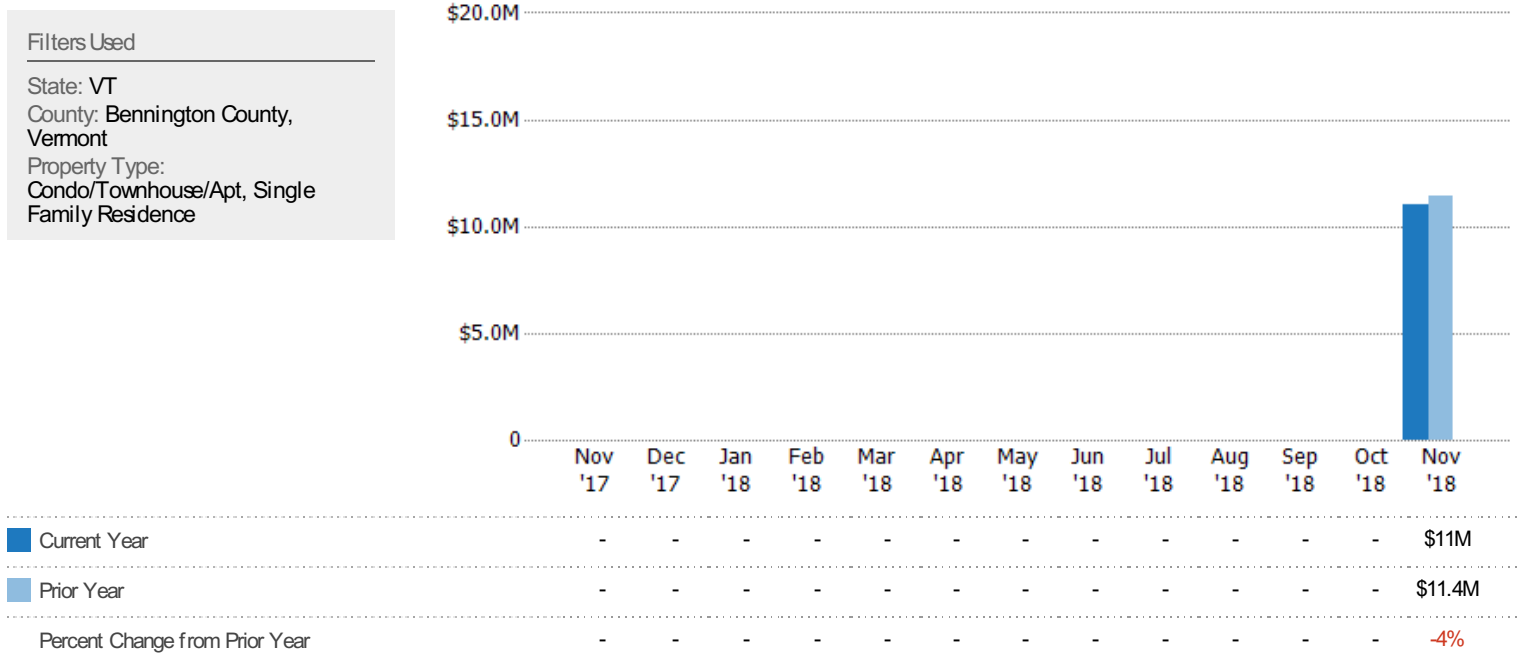 Filters Used
State: VT
County: Bennington County,
Vermont
Property Type:
Condo/Townhouse/Apt, Single
Family Residence
$20.0M
$15.0M
$10.0M
$5.0M
0
Nov Dec Jan Feb Mar Apr May Jun Jul Aug Sep Oct Nov
'17 '17 '18 '18 '18 '18 '18 '18 '18 '18 '18 '18 '18
Current Year - - - - - - - - - - - - $11M
Prior Year - - - - - - - - - - - - $11.4M
Percent Change from Prior Year - - - - - - - - - - - - -4%